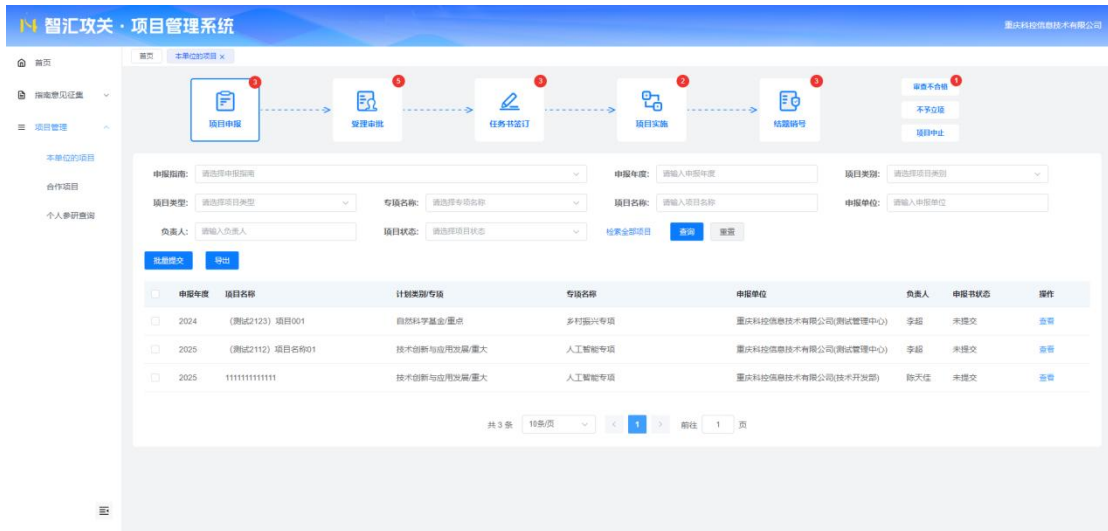 智汇攻关 · 项目管理系统
重庆科控信息技术有限公司
首页
指南意见征集
项目管理
本单位的项目
合作项目
个人参研查询
首页 本单位的项目 ×
3 5 3 2 3
项目申报 受理审批 任务书签订 项目实施 结题销号
审查不合格 1
不予立项
项目中止
申报指南: 请选择申报指南 申报年度: 请输入申报年度 项目类别: 请选择项目类别
项目类型: 请选择项目类型 专项名称: 请选择专项名称 项目名称: 请输入项目名称 申报单位: 请输入申报单位
负责人: 请输入负责人 项目状态: 请选择项目状态 检索全部项目 查询 重置
批量提交 导出
申报年度 项目名称 计划类别/专项 专项名称 申报单位 负责人 申报书状态 操作
2024 （测试2123）项目001 自然科学基金/重点 乡村振兴专项 重庆科控信息技术有限公司(测试管理中心) 李超 未提交 查看
2025 （测试2112）项目名称01 技术创新与应用发展/重大 人工智能专项 重庆科控信息技术有限公司(测试管理中心) 李超 未提交 查看
2025 1111111111111 技术创新与应用发展/重大 人工智能专项 重庆科控信息技术有限公司(技术开发部) 陈天佳 未提交 查看
共 3 条 10条/页 < 1 > 前往 1 页